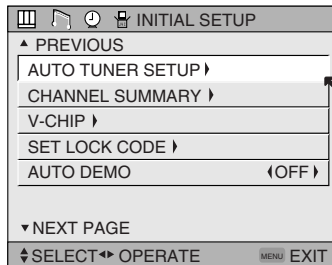 INITIAL SETUP
PREVIOUS
AUTO TUNER SETUP
CHANNEL SUMMARY
V-CHIP
SET LOCK CODE
AUTO DEMO OFF
NEXT PAGE
SELECT OPERATE MENU EXIT